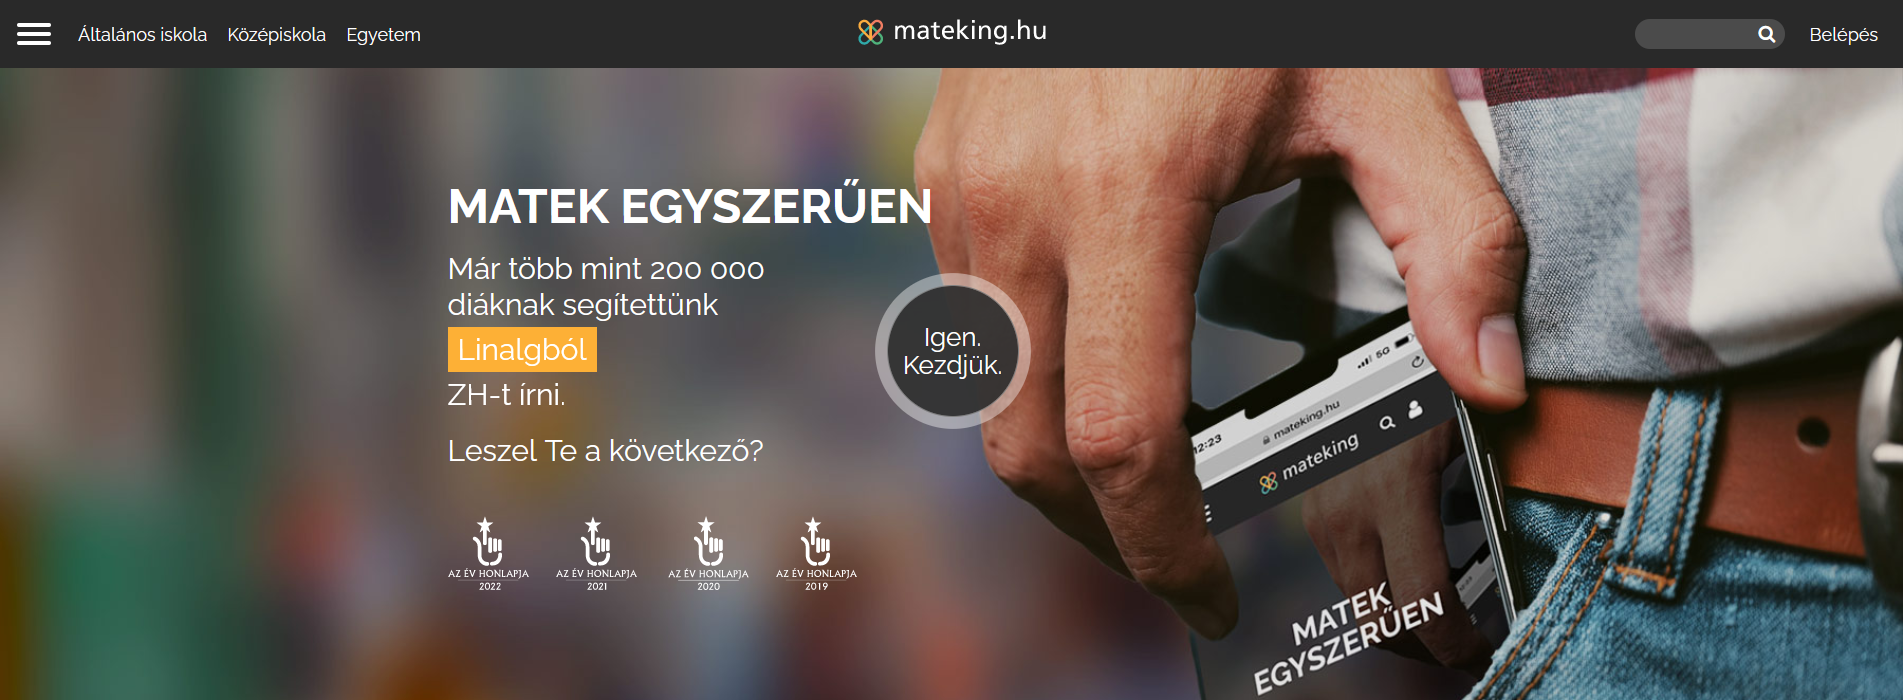 Általános iskola Középiskola Egyetem
mateking.hu
Belépés
MATEK EGYSZERŰEN
Már több mint 200 000
diáknak segítettünk
Linalgból
ZH-t írni.
Leszel Te a következő?
Igen.
Kezdjük.
AZ ÉV HONLAPJA
2022
AZ ÉV HONLAPJA
2021
AZ ÉV HONLAPJA
2020
AZ ÉV HONLAPJA
2019
12:23
5G
mateking.hu
mateking
MATEK
EGYSZERŰEN